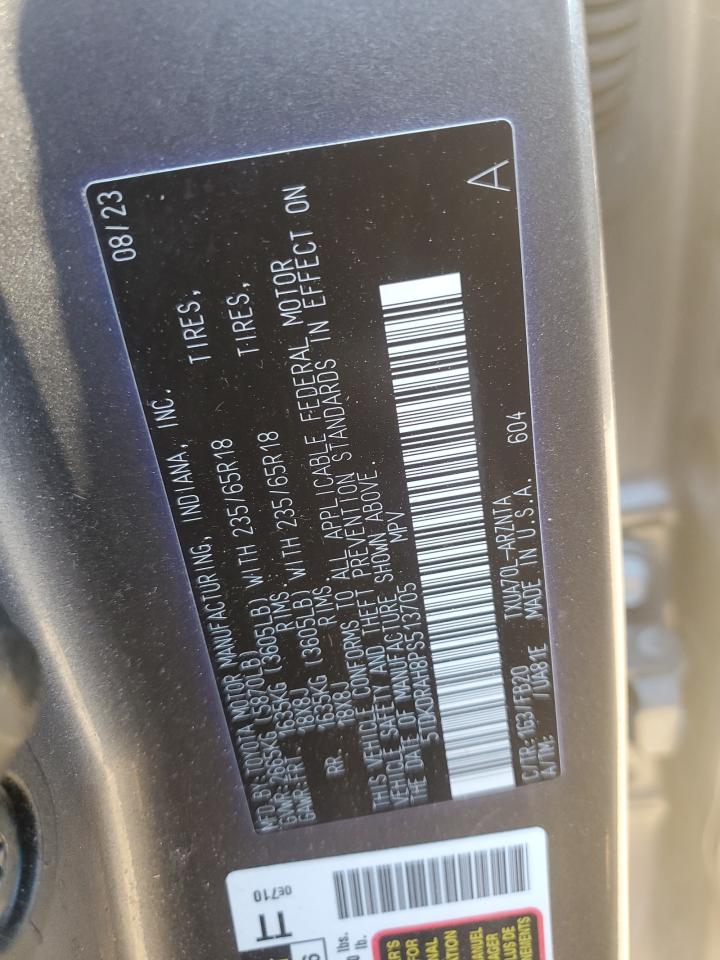 MFD BY: TOYOTA MOTOR MANUFACTURING, INDIANA, INC. 08/23
GVWR 2665KG (5870LB)
GAWR: FRT 1635KG (3605LB) WITH 235/65R18 TIRES,
18X8J RIMS
RR. 1635KG (3605LB) WITH 235/65R18 TIRES,
18X8J RIMS
THIS VEHICLE CONFORMS TO ALL APPLICABLE FEDERAL MOTOR
VEHICLE SAFETY AND THEFT PREVENTION STANDARDS IN EFFECT ON
THE DATE OF MANUFACTURE SHOWN ABOVE.
5TDKDRAH8PS513705 MPV
A
C/TR: 1G3/FB20 TXUA70L-ARZNTA 604
A/TM: /UA81E MADE IN U.S.A.
0E710